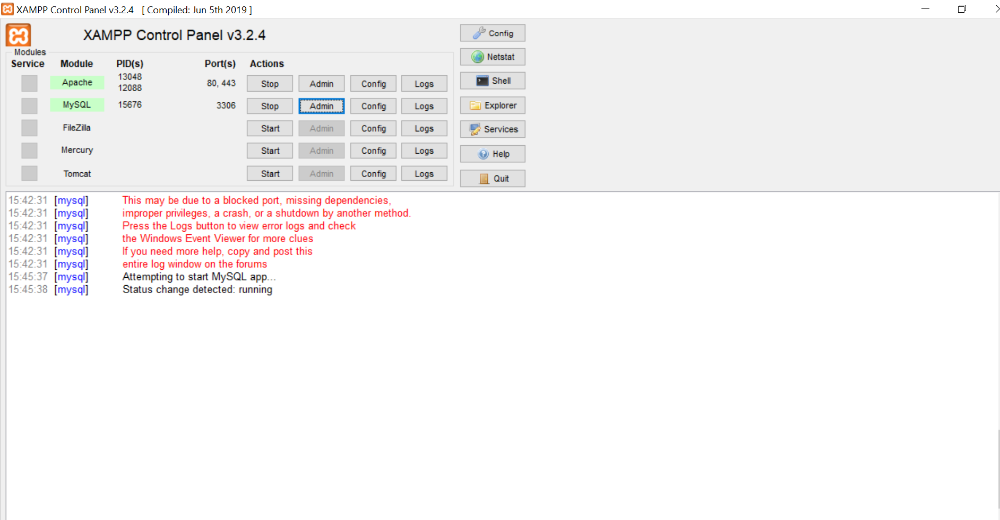 XAMPP Control Panel v3.2.4 [ Compiled: Jun 5th 2019 ]
XAMPP Control Panel v3.2.4
Config
Modules
Service Module PID(s) Port(s) Actions
Netstat
Apache 13048 12088 80, 443 Stop Admin Config Logs
Shell
MySQL 15676 3306 Stop Admin Config Logs
Explorer
FileZilla Start Admin Config Logs
Services
Mercury Start Admin Config Logs
Help
Tomcat Start Admin Config Logs
Quit
15:42:31 [mysql] This may be due to a blocked port, missing dependencies,
15:42:31 [mysql] improper privileges, a crash, or a shutdown by another method.
15:42:31 [mysql] Press the Logs button to view error logs and check
15:42:31 [mysql] the Windows Event Viewer for more clues
15:42:31 [mysql] If you need more help, copy and post this
15:42:31 [mysql] entire log window on the forums
15:45:37 [mysql] Attempting to start MySQL app...
15:45:38 [mysql] Status change detected: running